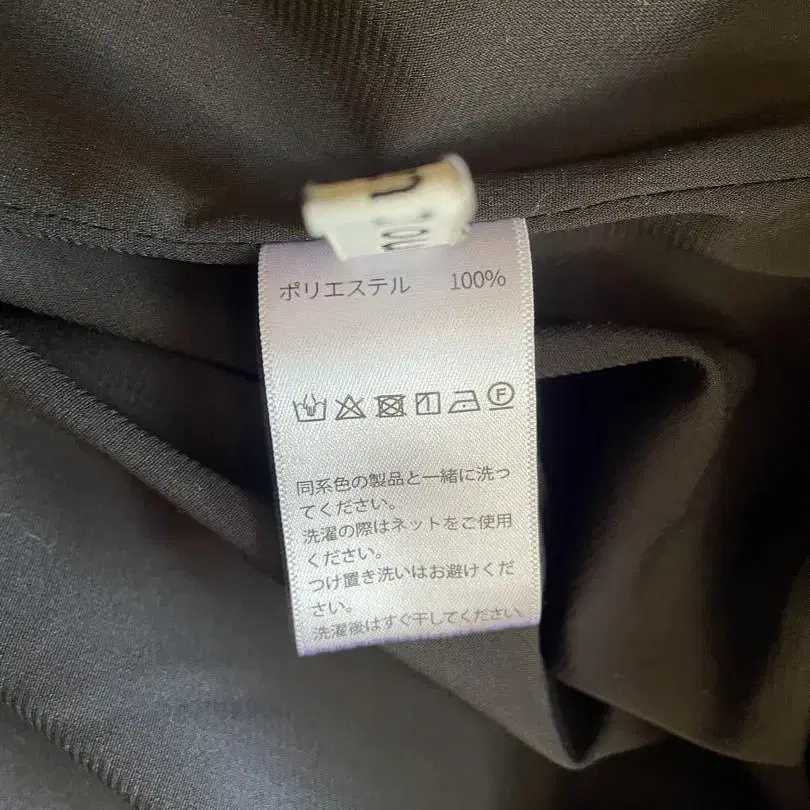 ポリエステル 100%
同系色の製品と一緒に洗っ
てください。
洗濯の際はネットをご使用
ください。
つけ置き洗いはお避けくだ
さい。
洗濯後はすぐ干してください。